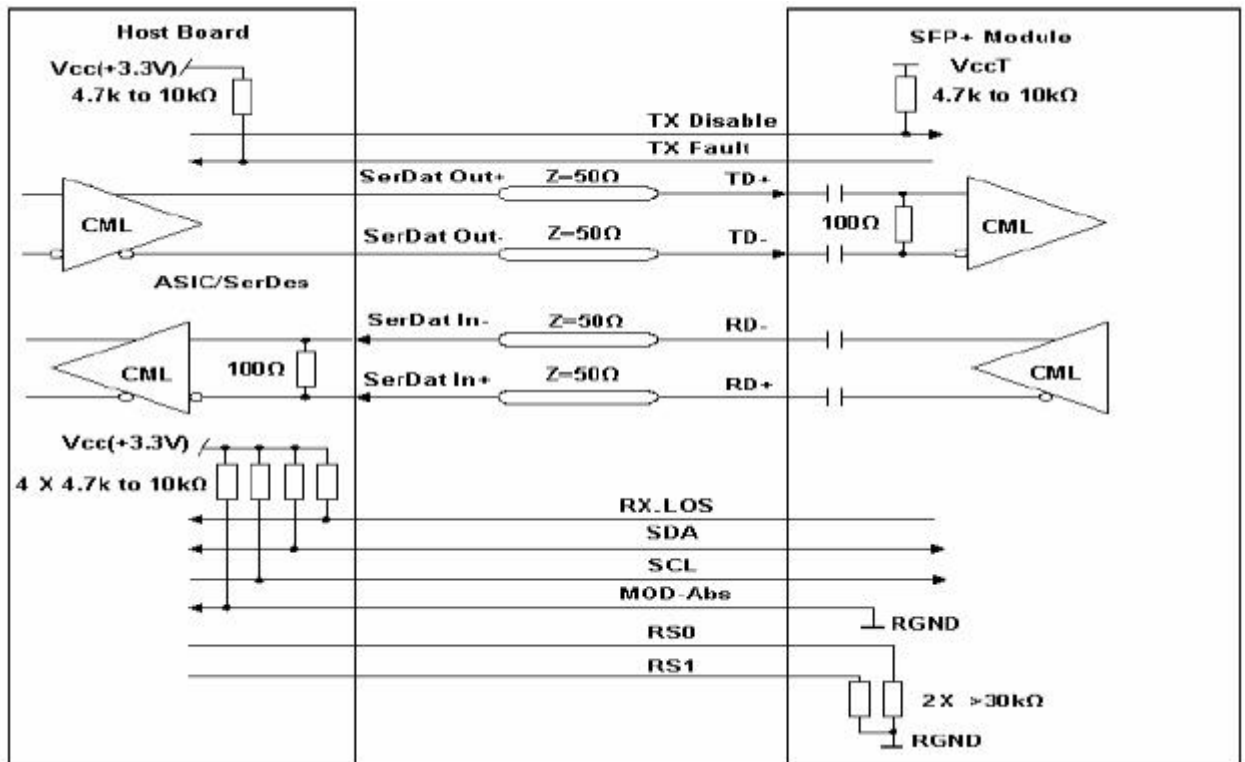 Host Board
SFP+ Module
Vcc(+3.3V)
4.7k to 10kΩ
VccT
4.7k to 10kΩ
TX Disable
TX Fault
SerDat Out+
Z=50Ω
TD+
CML
100Ω
CML
SerDat Out-
Z=50Ω
TD-
ASIC/SerDes
SerDat In-
Z=50Ω
RD-
CML
100Ω
SerDat In+
Z=50Ω
RD+
CML
Vcc(+3.3V)
4 X 4.7k to 10kΩ
RX_LOS
SDA
SCL
MOD-Abs
RGND
RS0
RS1
2X >30kΩ
RGND